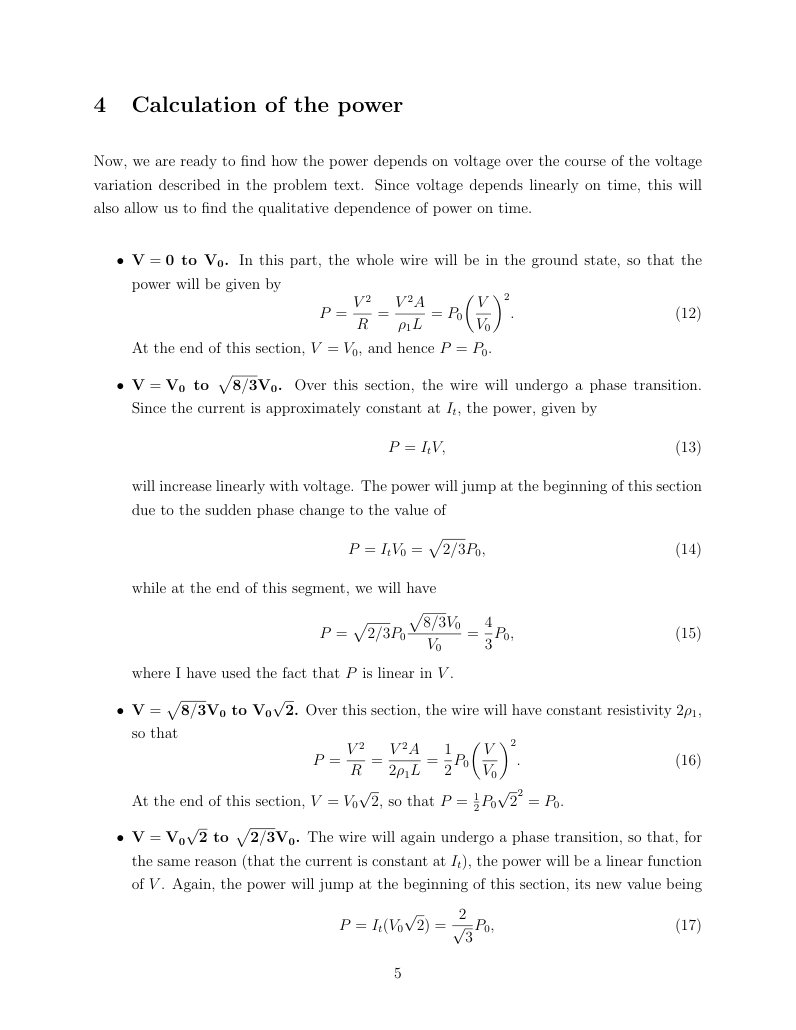 4 Calculation of the power
Now, we are ready to find how the power depends on voltage over the course of the voltage
variation described in the problem text. Since voltage depends linearly on time, this will
also allow us to find the qualitative dependence of power on time.
• V = 0 to V₀. In this part, the whole wire will be in the ground state, so that the
power will be given by
P = V²/R = V²A/ρ₁L = P₀(V/V₀)². (12)
At the end of this section, V = V₀, and hence P = P₀.
• V = V₀ to √8/3V₀. Over this section, the wire will undergo a phase transition.
Since the current is approximately constant at Iₜ, the power, given by
P = IₜV, (13)
will increase linearly with voltage. The power will jump at the beginning of this section
due to the sudden phase change to the value of
P = IₜV₀ = √2/3P₀, (14)
while at the end of this segment, we will have
P = √2/3P₀ √8/3V₀/V₀ = 4/3 P₀, (15)
where I have used the fact that P is linear in V.
• V = √8/3V₀ to V₀√2. Over this section, the wire will have constant resistivity 2ρ₁,
so that
P = V²/R = V²A/2ρ₁L = 1/2 P₀(V/V₀)². (16)
At the end of this section, V = V₀√2, so that P = 1/2 P₀√2² = P₀.
• V = V₀√2 to √2/3V₀. The wire will again undergo a phase transition, so that, for
the same reason (that the current is constant at Iₜ), the power will be a linear function
of V. Again, the power will jump at the beginning of this section, its new value being
P = Iₜ(V₀√2) = 2/√3 P₀, (17)
5